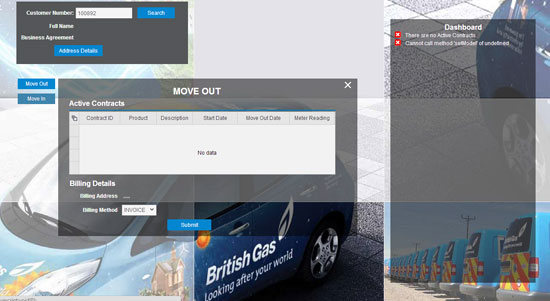 Customer Number: 100892 Search
Full Name
Business Agreement
Address Details
Dashboard
There are no Active Contracts
Cannot call method 'setModel' of undefined
Move Out
Move In
MOVE OUT
Active Contracts
Contract ID Product Description Start Date Move Out Date Meter Reading
No data
Billing Details
Billing Address
Billing Method INVOICE
Submit
British Gas
Looking after your world
British Gas